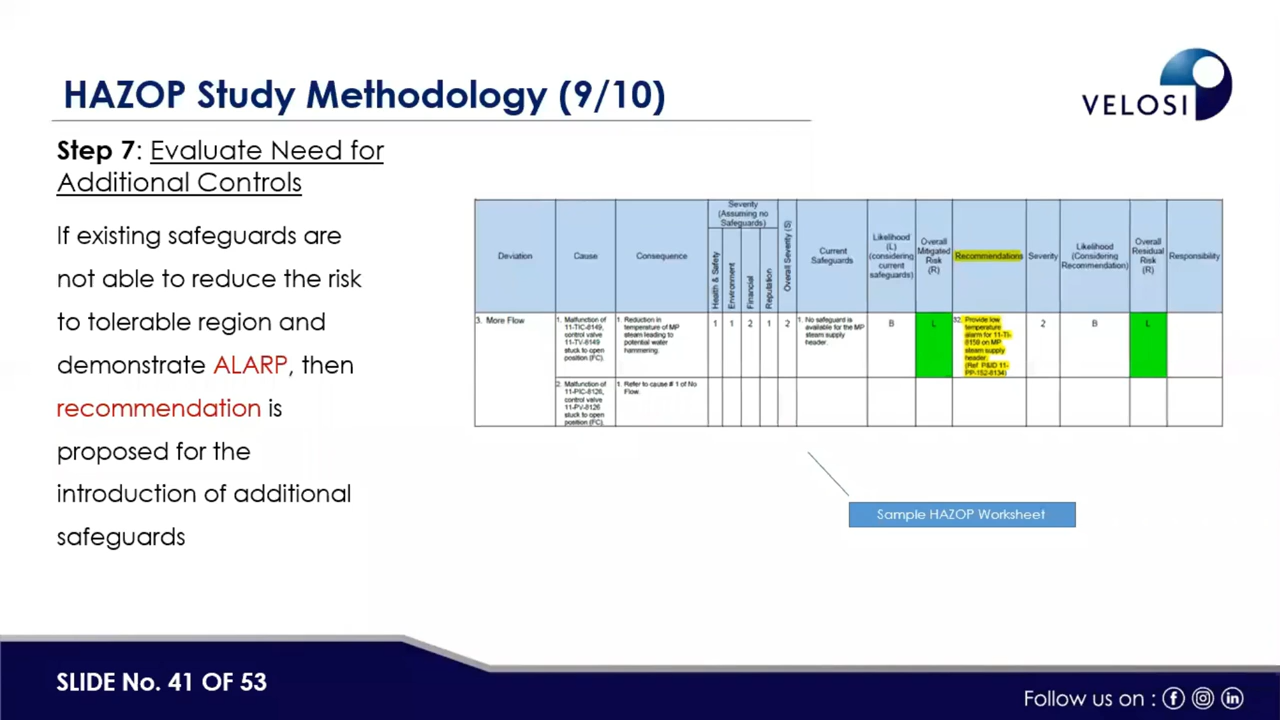 HAZOP Study Methodology (9/10)
VELOSI
Step 7: Evaluate Need for
Additional Controls
If existing safeguards are
not able to reduce the risk
to tolerable region and
demonstrate ALARP, then
recommendation is
proposed for the
introduction of additional
safeguards
Deviation
Cause
Consequence
Severity
(Assuming no
Safeguards)
Health & Safety
Environment
Financial
Reputation
Overall Severity (S)
Current
Safeguards
Likelihood
(L)
(considering
current
safeguards)
Overall
Mitigated
Risk
(R)
Recommendations
Severity
Likelihood
(Considering
Recommendation)
Overall
Residual
Risk
(R)
Responsibility
3. More Flow
1. Malfunction of
11-TIC-8149,
control valve
11-TV-8149
stuck to open
position (FC).
1. Reduction in
temperature of MP
steam leading to
potential water
hammering.
1
1
2
1
2
1. No safeguard is
available for the MP
steam supply
header.
B
L
32. Provide low
temperature
alarm for 11-TI-
8159 on MP
steam supply
header.
(Ref. P&ID 11-
PP-152-8134)
2
B
L
2. Malfunction of
11-PIC-8126,
control valve
11-PV-8126
stuck to open
position (FC).
1. Refer to cause # 1 of No
Flow.
Sample HAZOP Worksheet
SLIDE No. 41 OF 53
Follow us on :